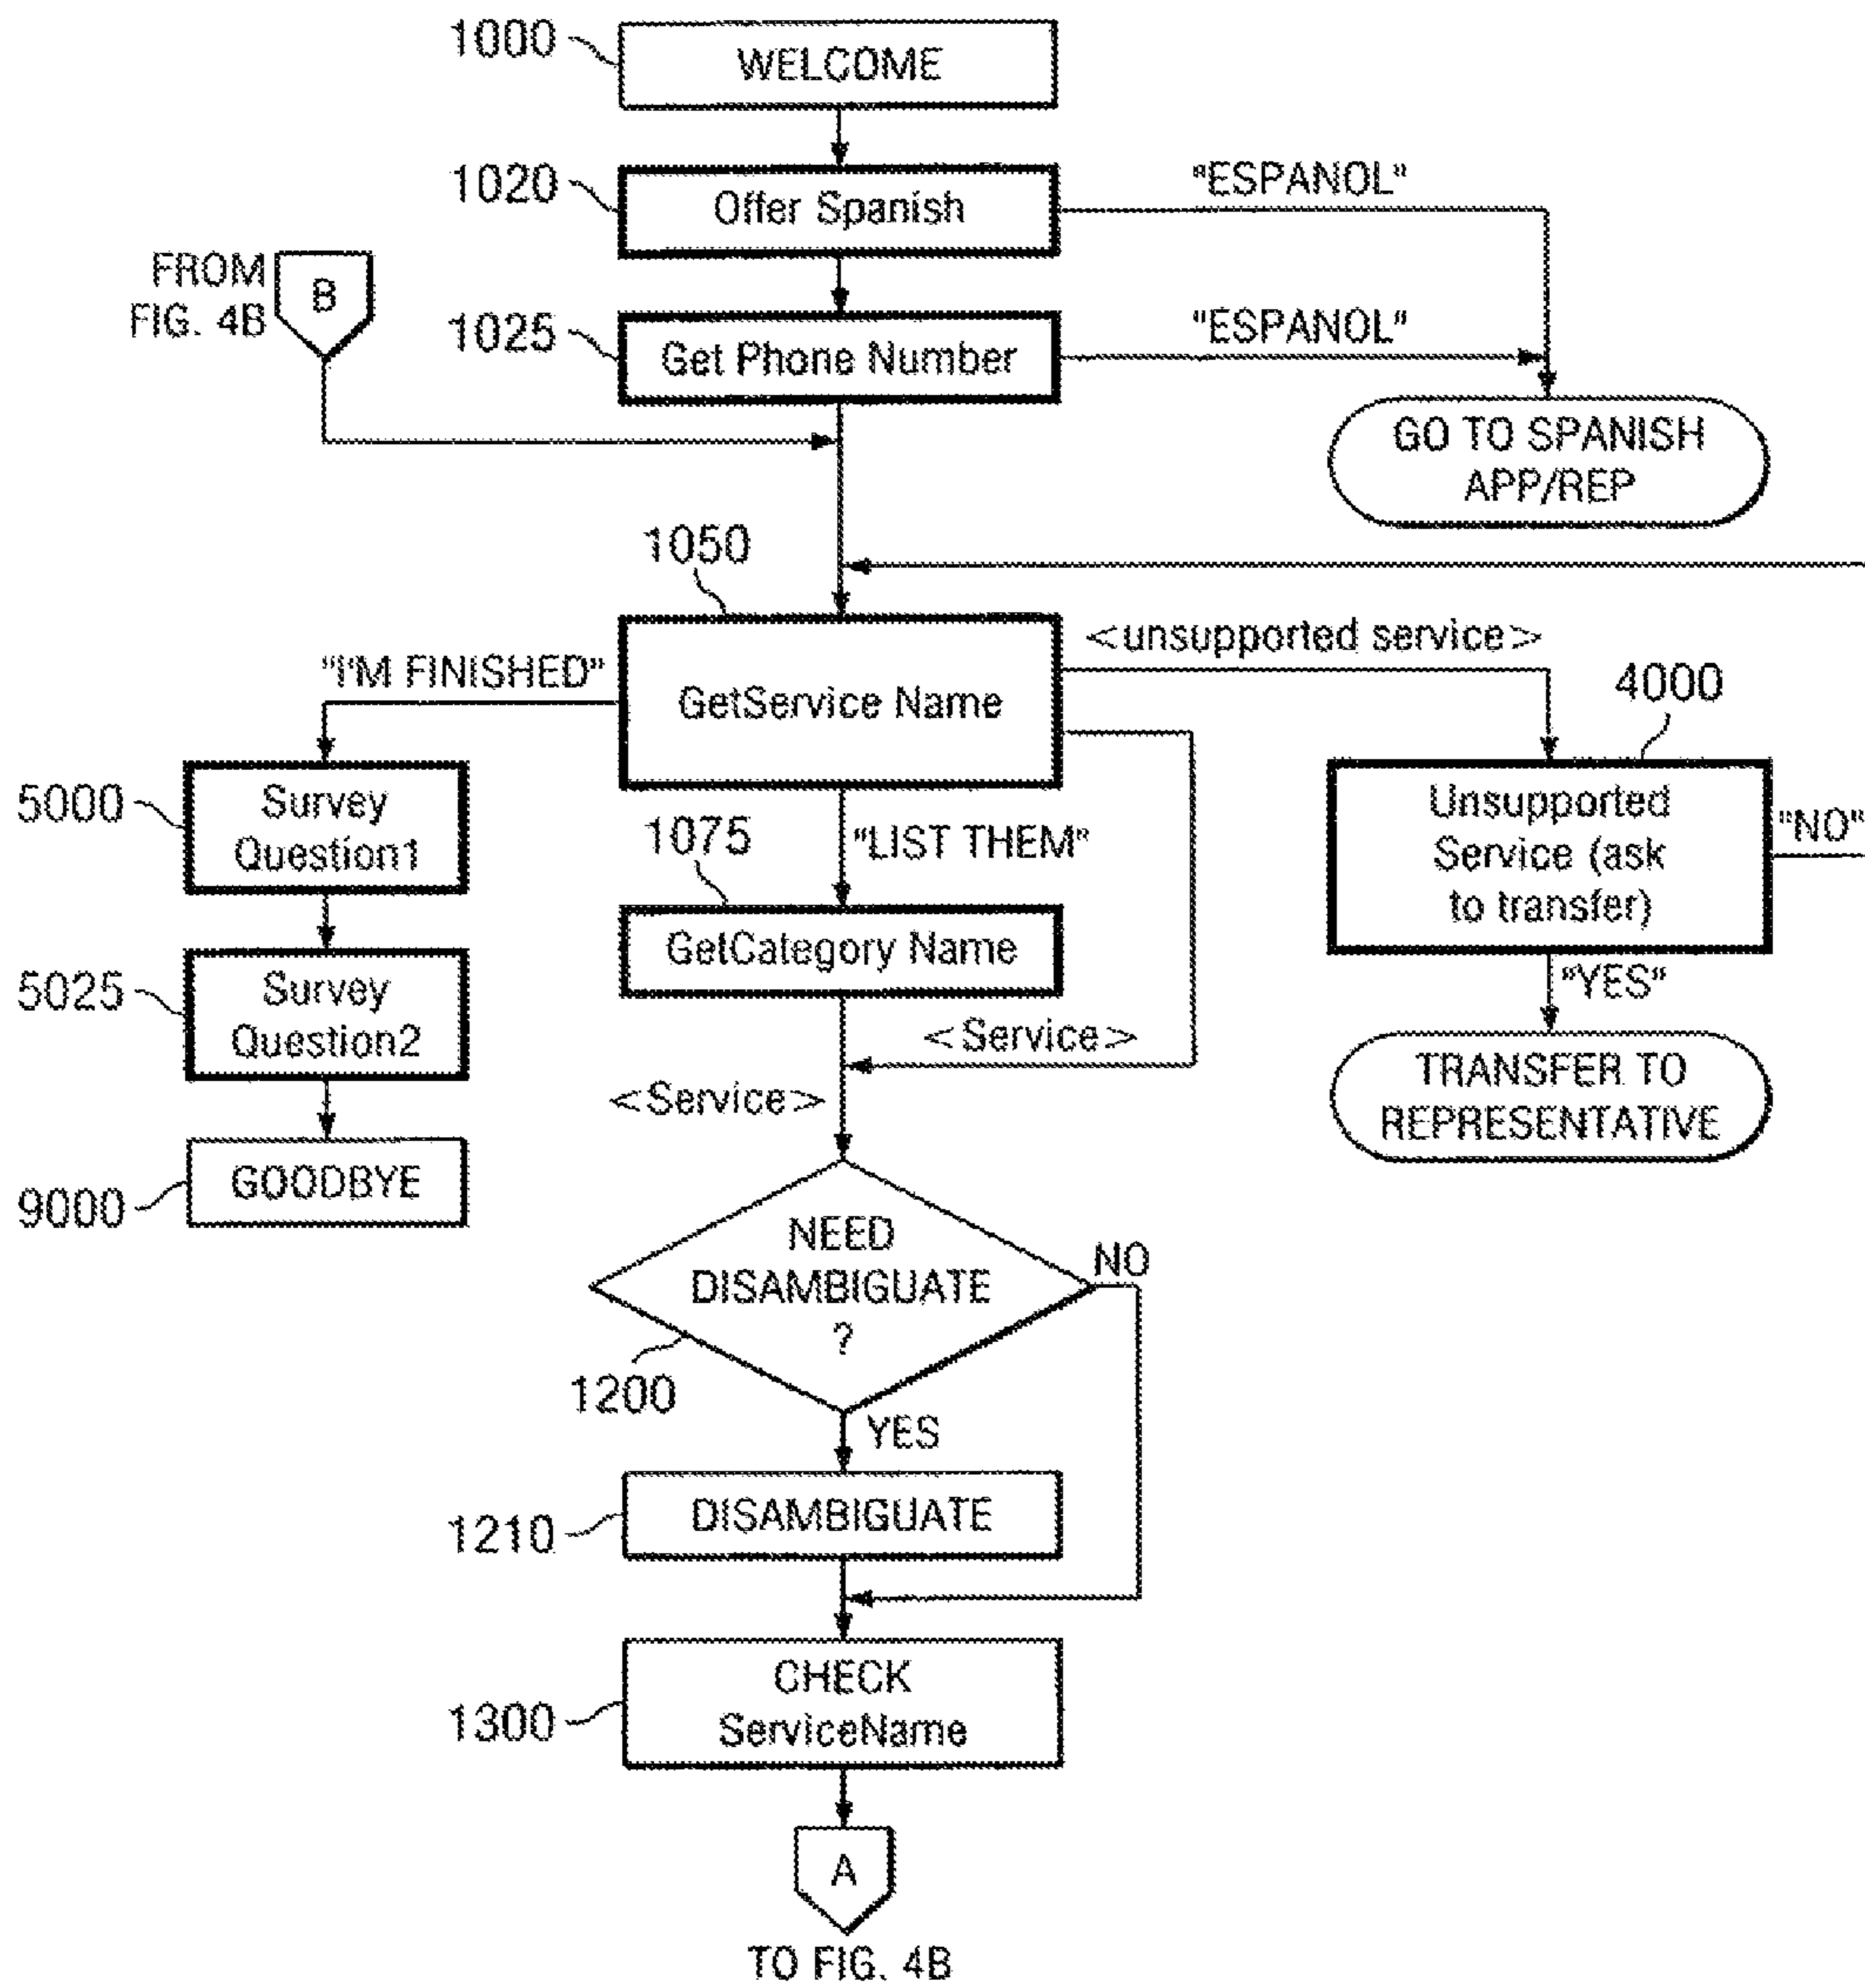 1000
WELCOME
1020
Offer Spanish
"ESPANOL"
FROM
FIG. 4B
B
1025
Get Phone Number
"ESPANOL"
GO TO SPANISH
APP/REP
1050
GetService Name
<unsupported service>
"I'M FINISHED"
4000
5000
Survey
Question1
"LIST THEM"
1075
GetCategory Name
Unsupported
Service (ask
to transfer)
"NO"
"YES"
5025
Survey
Question2
<Service>
<Service>
TRANSFER TO
REPRESENTATIVE
9000
GOODBYE
NEED
DISAMBIGUATE
?
NO
1200
YES
1210
DISAMBIGUATE
1300
CHECK
ServiceName
A
TO FIG. 4B